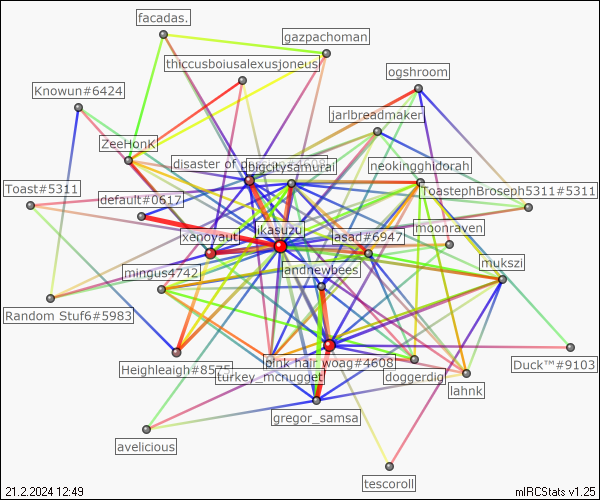 facadas.
gazpachoman
thiccusboiusalexusjoneus
ogshroom
Knowun#6424
jarlbreadmaker
ZeeHonK
disaster of
bigcitysamurai
neokingghidorah
Toast#5311
ToastephBroseph5311#5311
default#0617
moonraven
xenoyaut
ikasuzu
asad#6947
mingus4742
andnewbees
mukszi
Random Stuf6#5983
Heighleaigh#8575
pink hair woag#4608
Duck™#9103
turkey_mcnugget
doggerdig
lahnk
gregor_samsa
avelicious
tescoroll
21.2.2024 12:49
mIRCStats v1.25